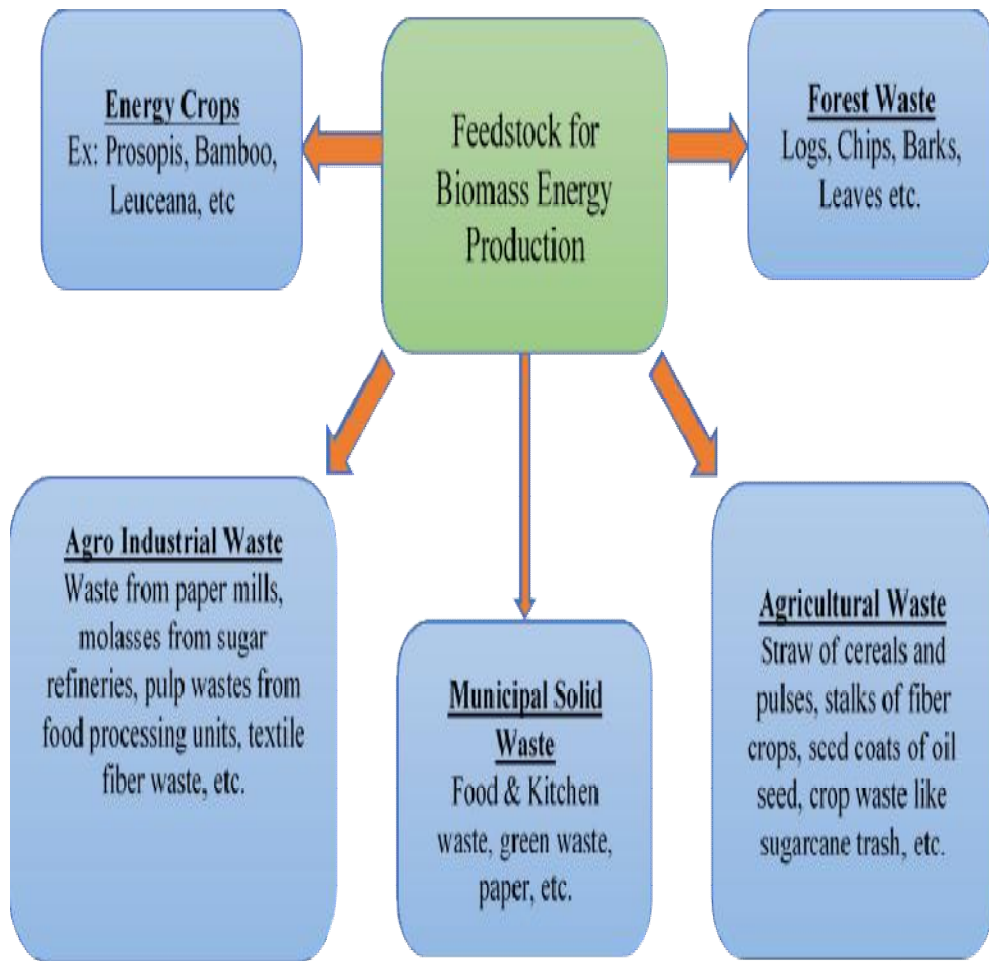 Energy Crops
Ex: Prosopis, Bamboo,
Leuceana, etc
Feedstock for
Biomass Energy
Production
Forest Waste
Logs, Chips, Barks,
Leaves etc.
Agro Industrial Waste
Waste from paper mills,
molasses from sugar
refineries, pulp wastes from
food processing units, textile
fiber waste, etc.
Municipal Solid
Waste
Food & Kitchen
waste, green waste,
paper, etc.
Agricultural Waste
Straw of cereals and
pulses, stalks of fiber
crops, seed coats of oil
seed, crop waste like
sugarcane trash, etc.